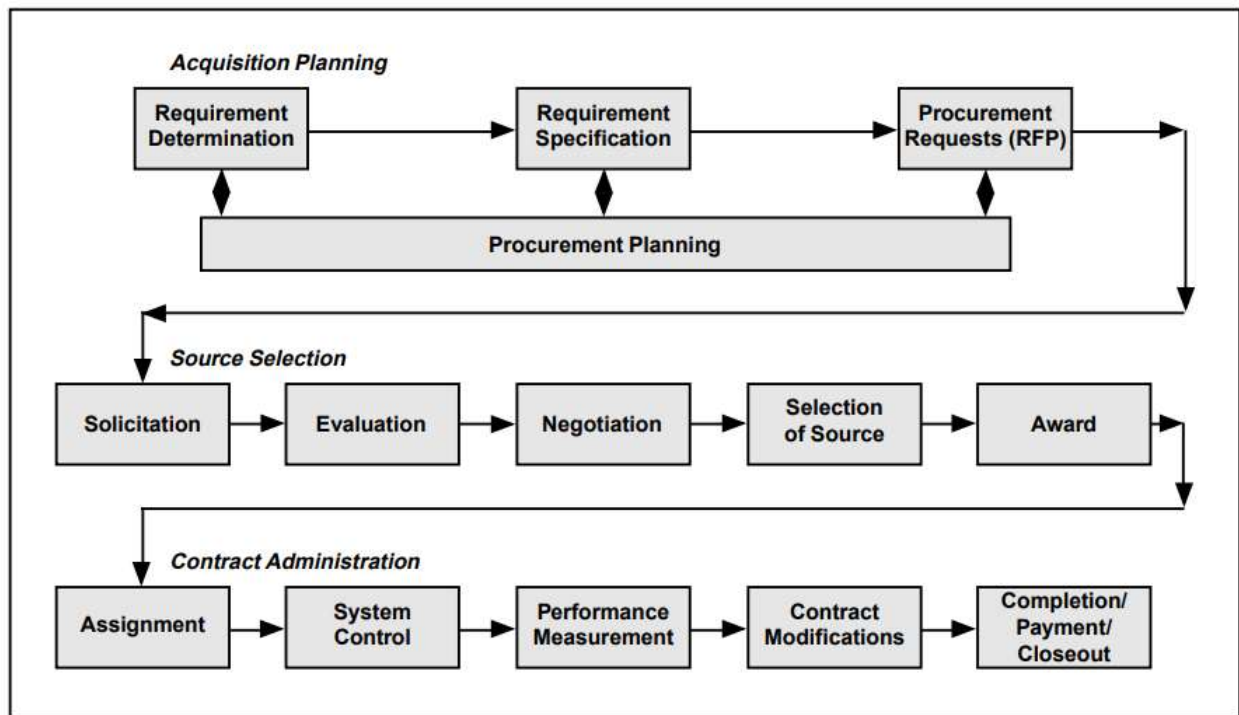 Acquisition Planning
Requirement
Determination
Requirement
Specification
Procurement
Requests (RFP)
Procurement Planning
Source Selection
Solicitation
Evaluation
Negotiation
Selection
of Source
Award
Contract Administration
Assignment
System
Control
Performance
Measurement
Contract
Modifications
Completion/
Payment/
Closeout